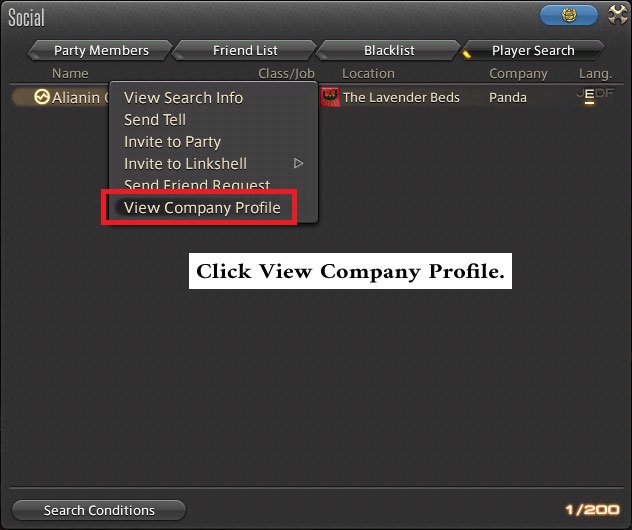 Social
Party Members Friend List Blacklist Player Search
Name Class/Job Location Company Lang.
Alianin The Lavender Beds Panda JEDF
View Search Info
Send Tell
Invite to Party
Invite to Linkshell
Send Friend Request
View Company Profile
Click View Company Profile.
Search Conditions 1/200